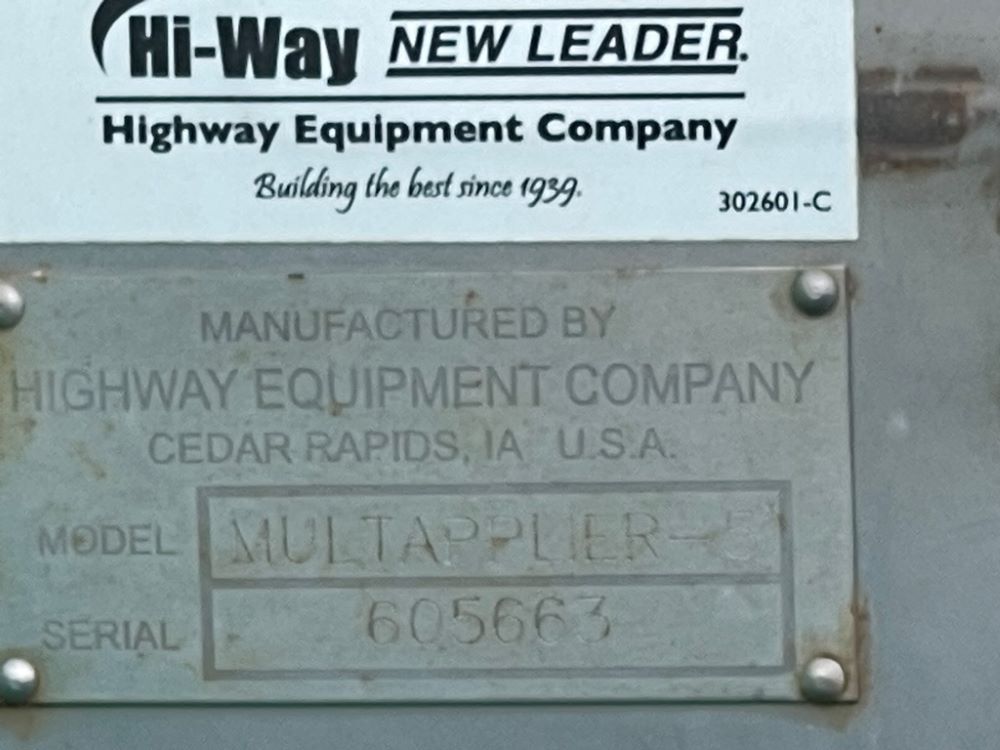 Hi-Way NEW LEADER.
Highway Equipment Company
Building the best since 1939.
302601-C
MANUFACTURED BY
HIGHWAY EQUIPMENT COMPANY
CEDAR RAPIDS, IA U.S.A.
MODEL MULTAPPLIER-5
SERIAL 605663